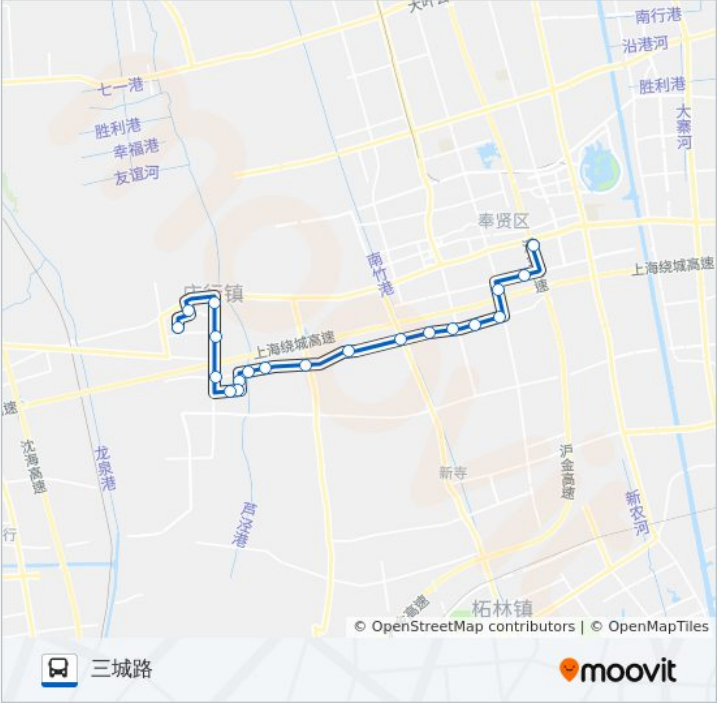 南行港
沿港河
七一港
胜利港
大寨河
胜利港
幸福港
友谊河
奉贤区
南竹港
上海绕城高速
庄行镇
速
上海绕城高速
速
沈海高速
龙泉港
沪金高速
新寺
新农河
芦泾港
行
高速
柘林镇
© OpenStreetMap contributors | © OpenMapTiles
三城路
moovit